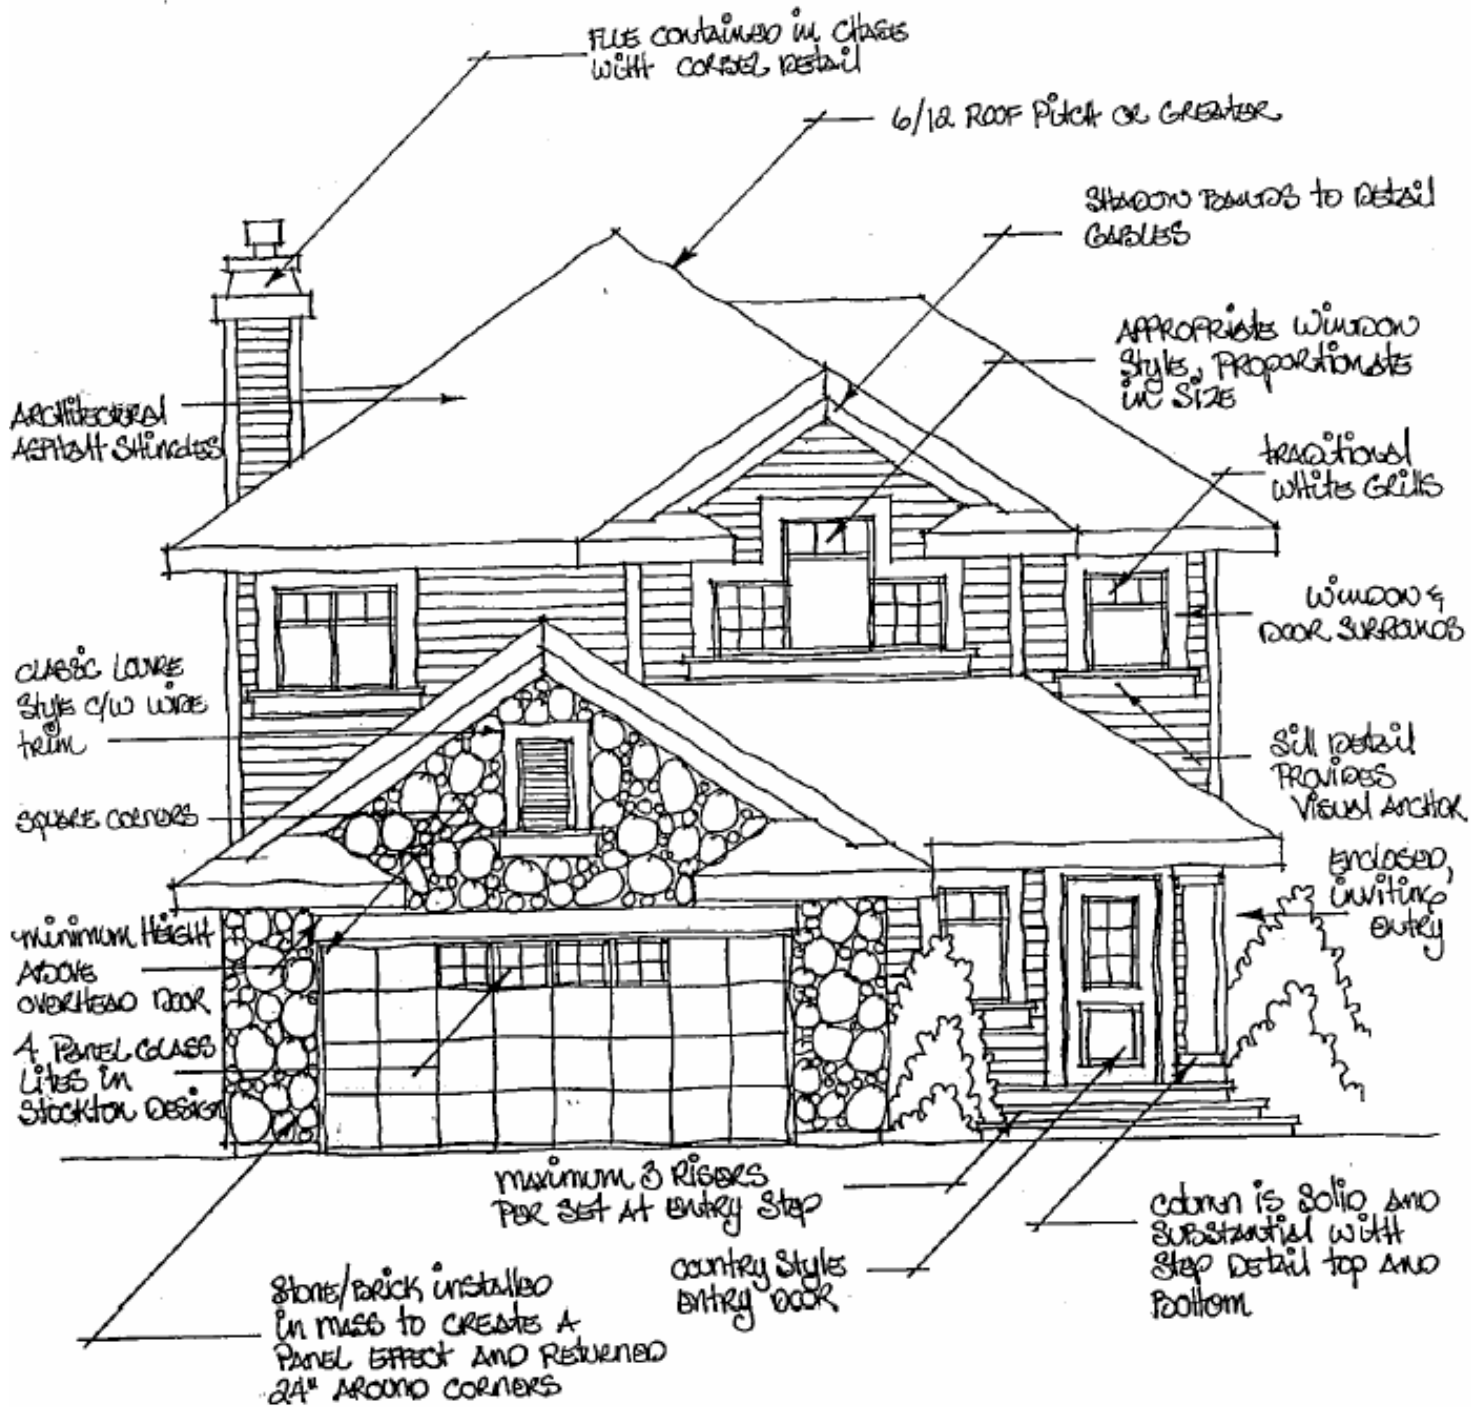 FLUE CONTAINED IN CHASE
WITH CORBEL DETAIL
6/12 ROOF PITCH OR GREATER
SHADOW BANDS TO DETAIL
GABLES
APPROPRIATE WINDOW
STYLE, PROPORTIONATE
IN SIZE
ARCHITECTURAL
ASPHALT SHINGLES
TRADITIONAL
WHITE GRILLS
WINDOW &
DOOR SURROUNDS
CLASSIC LOUVRE
STYLE C/W WIDE
TRIM
SILL DETAIL
PROVIDES
VISUAL ANCHOR
SQUARE CORNERS
ENCLOSED,
INVITING
ENTRY
MINIMUM HEIGHT
ABOVE
OVERHEAD DOOR
4 PANEL GLASS
LITES IN
STOCKTON DESIGN
MAXIMUM 3 RISERS
PER SET AT ENTRY STEP
COLUMN IS SOLID AND
SUBSTANTIAL WITH
STEP DETAIL TOP AND
BOTTOM
COUNTRY STYLE
ENTRY DOOR
STONE/BRICK INSTALLED
IN MASS TO CREATE A
PANEL EFFECT AND RETURNED
24" AROUND CORNERS